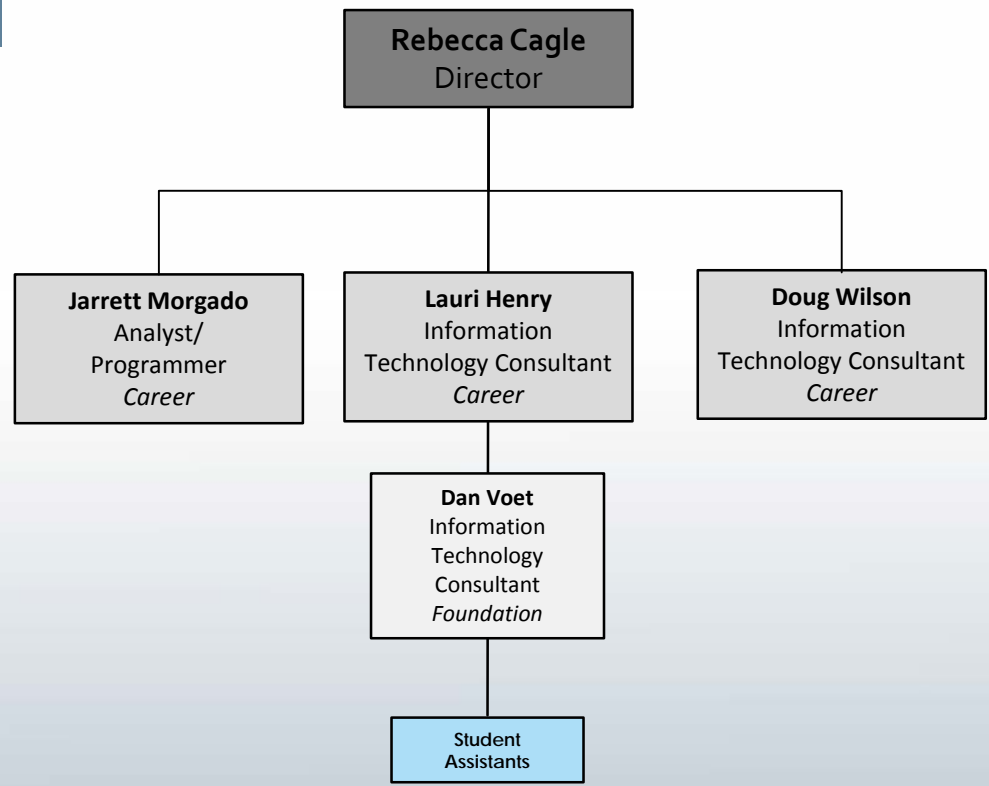 Rebecca Cagle
Director
Jarrett Morgado
Analyst/
Programmer
Career
Lauri Henry
Information
Technology Consultant
Career
Doug Wilson
Information
Technology Consultant
Career
Dan Voet
Information
Technology
Consultant
Foundation
Student
Assistants